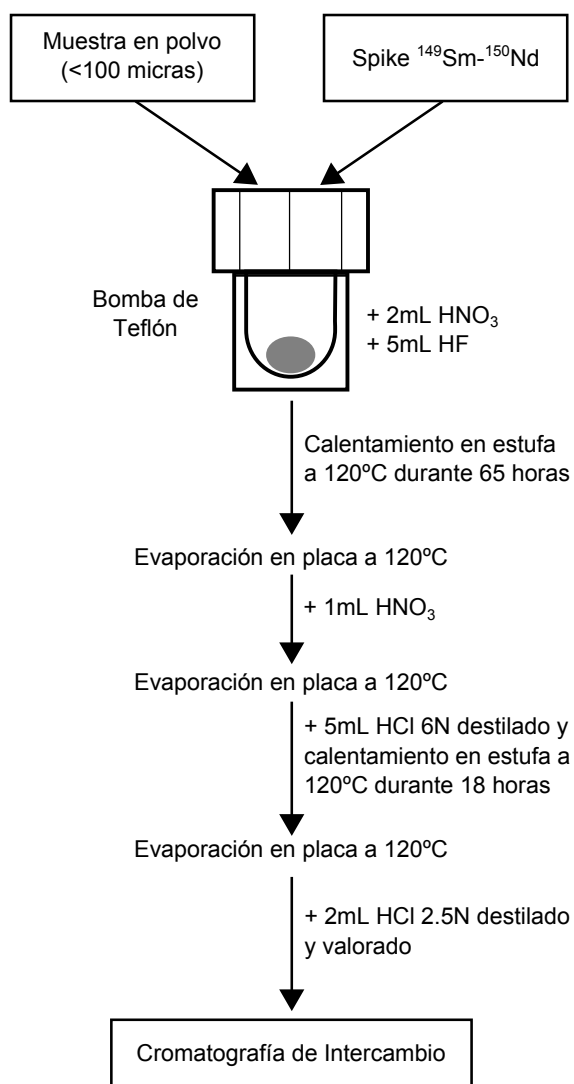 Muestra en polvo
(<100 micras)
Spike ¹⁴⁹Sm-¹⁵⁰Nd
Bomba de
Teflón
+ 2mL HNO₃
+ 5mL HF
Calentamiento en estufa
a 120ºC durante 65 horas
Evaporación en placa a 120ºC
+ 1mL HNO₃
Evaporación en placa a 120ºC
+ 5mL HCl 6N destilado y
calentamiento en estufa a
120ºC durante 18 horas
Evaporación en placa a 120ºC
+ 2mL HCl 2.5N destilado
y valorado
Cromatografía de Intercambio